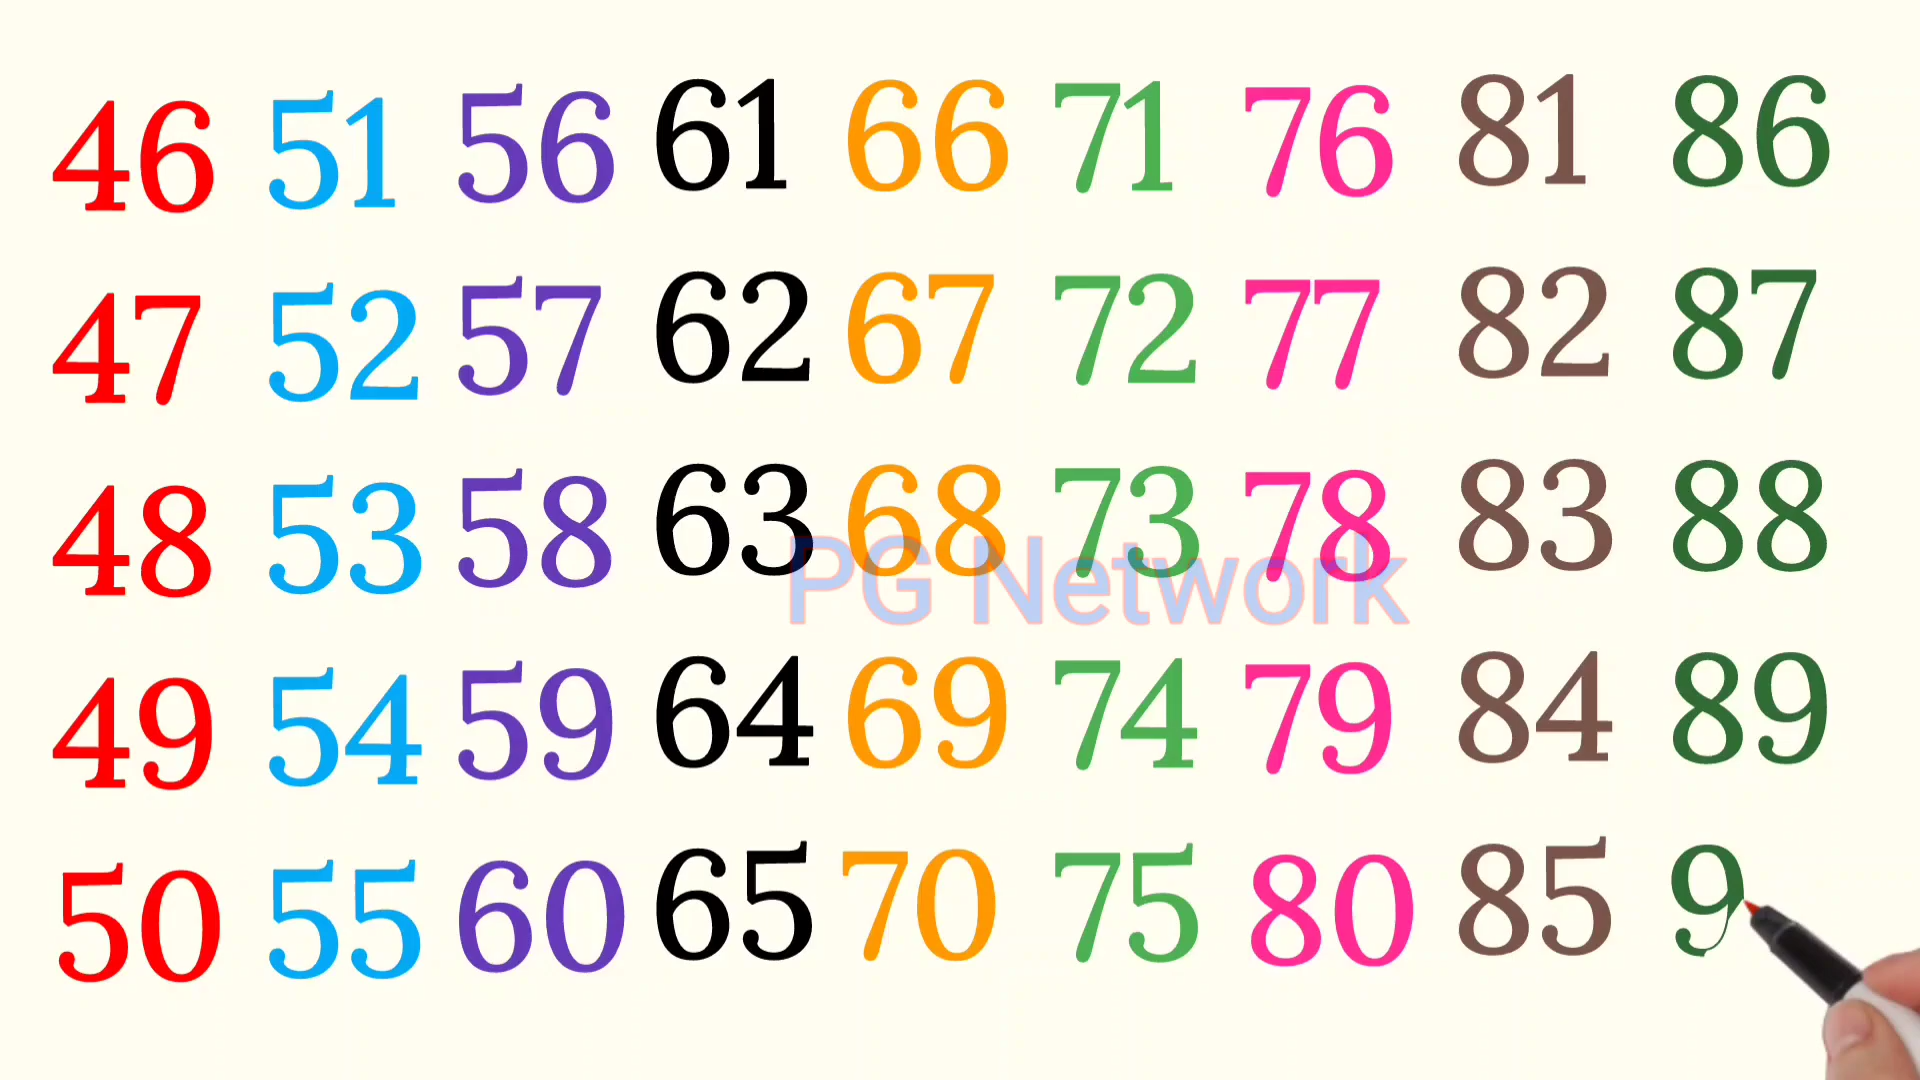 46 51 56 61 66 71 76 81 86
47 52 57 62 67 72 77 82 87
48 53 58 63 68 73 78 83 88
PG Network
49 54 59 64 69 74 79 84 89
50 55 60 65 70 75 80 85 9